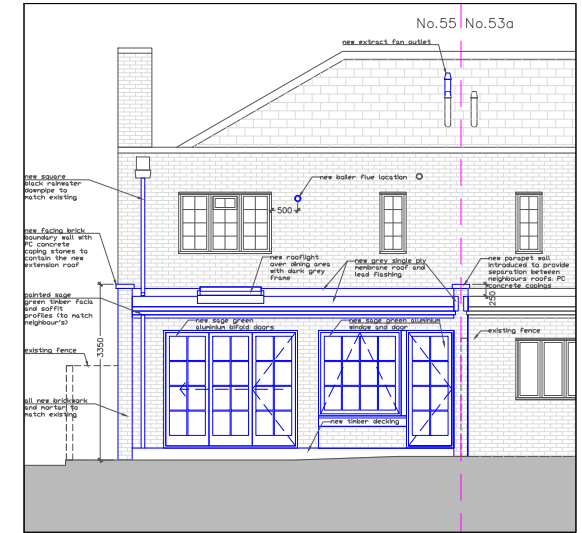 No.55 No.53a
new extract fan outlet
new square
black rainwater
downpipe to
match existing
new boiler flue location
500
new facing brick
boundary wall with
PC concrete
coping stones to
contain the new
extension roof
new rooflight
over dining area
with dark grey
frame
new grey single ply
membrane roof and
lead flashing
new parapet wall
introduced to provide
separation between
neighbours roofs. PC
concrete copings
250
painted sage
green timber facia
and soffit
profiles (to match
neighbour's)
new sage green
aluminium bifold doors
new sage green aluminium
window and door
existing fence
3350
existing fence
all new brickwork
and mortar to
match existing
new timber decking